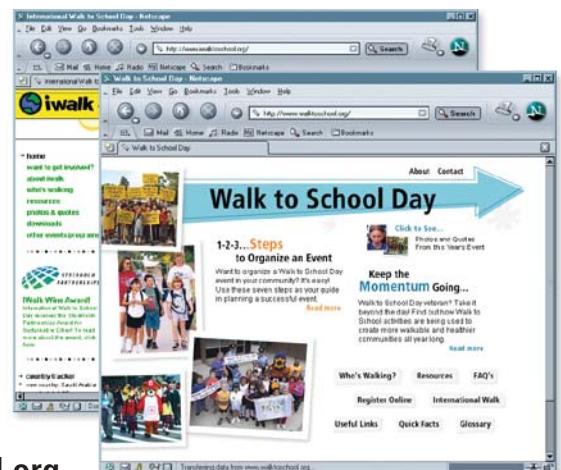 International Walk to School Day - Netscape
File Edit View Go Bookmarks Tools Window Help
http://www.iwalktoschool.org/
Search
Mail Home Radio Netscape Search Bookmarks
International Walk t
iwalk
home
want to get involved?
about iwalk
who's walking
resources
photos & quotes
downloads
other events/programs
STOCKHOLM
PARTNERSHIPS
IWalk Wins Award!
country tracker
Walk to School Day - Netscape
File Edit View Go Bookmarks Tools Window Help
http://www.walktoschool.org/
Search
Mail Home Radio Netscape Search Bookmarks
Walk to School Day
About Contact
Walk to School Day
1-2-3...Steps
to Organize an Event
Want to organize a Walk to School Day
event in your community? It's easy!
Use these seven steps as your guide
in planning a successful event.
Read more
Click to See...
Photos and Quotes
From this Years Event
Keep the
Momentum Going...
Walk to School Day veteran? Take it
beyond the day! Find out how Walk to
School activities are being used to
create more walkable and healthier
communities all year long.
Read more
Who's Walking? Resources FAQ's
Register Online International Walk
Useful Links Quick Facts Glossary
Transferring data from www.walktoschool.org...
l.org